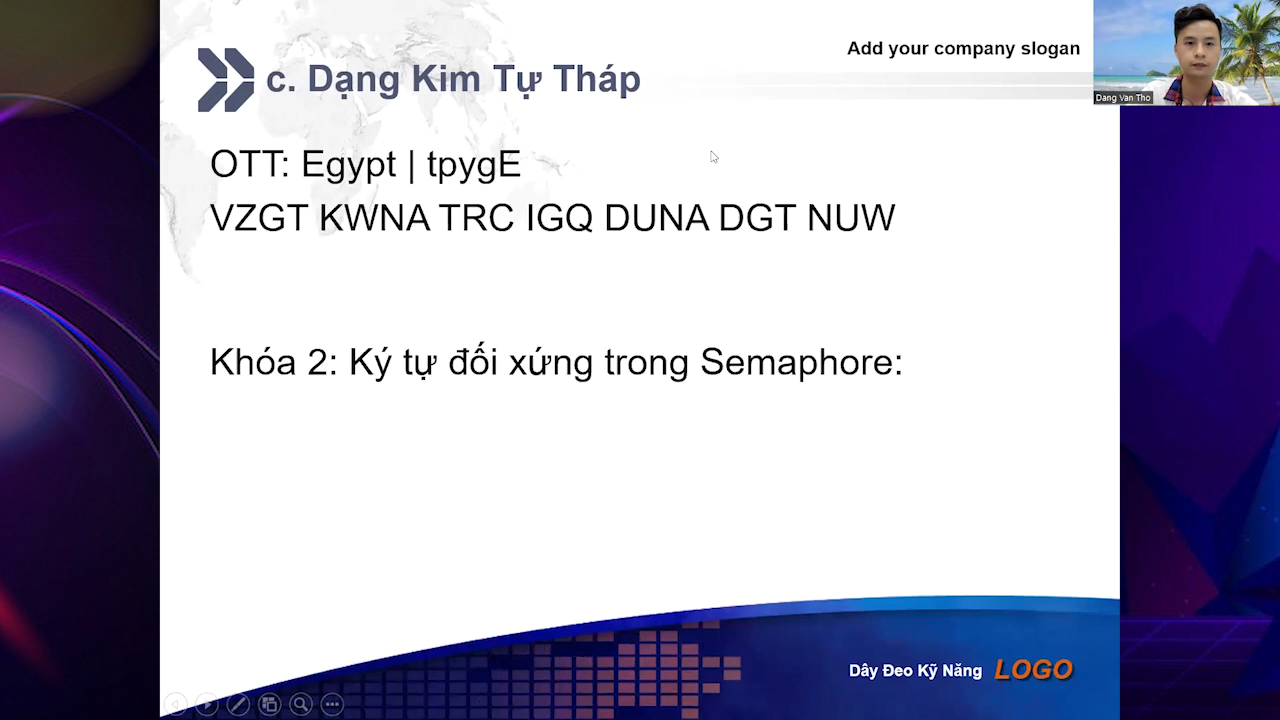 Add your company slogan
c. Dạng Kim Tự Tháp
Dang Van Tho
OTT: Egypt | tpygE
VZGT KWNA TRC IGQ DUNA DGT NUW
Khóa 2: Ký tự đối xứng trong Semaphore:
Dây Đeo Kỹ Năng LOGO